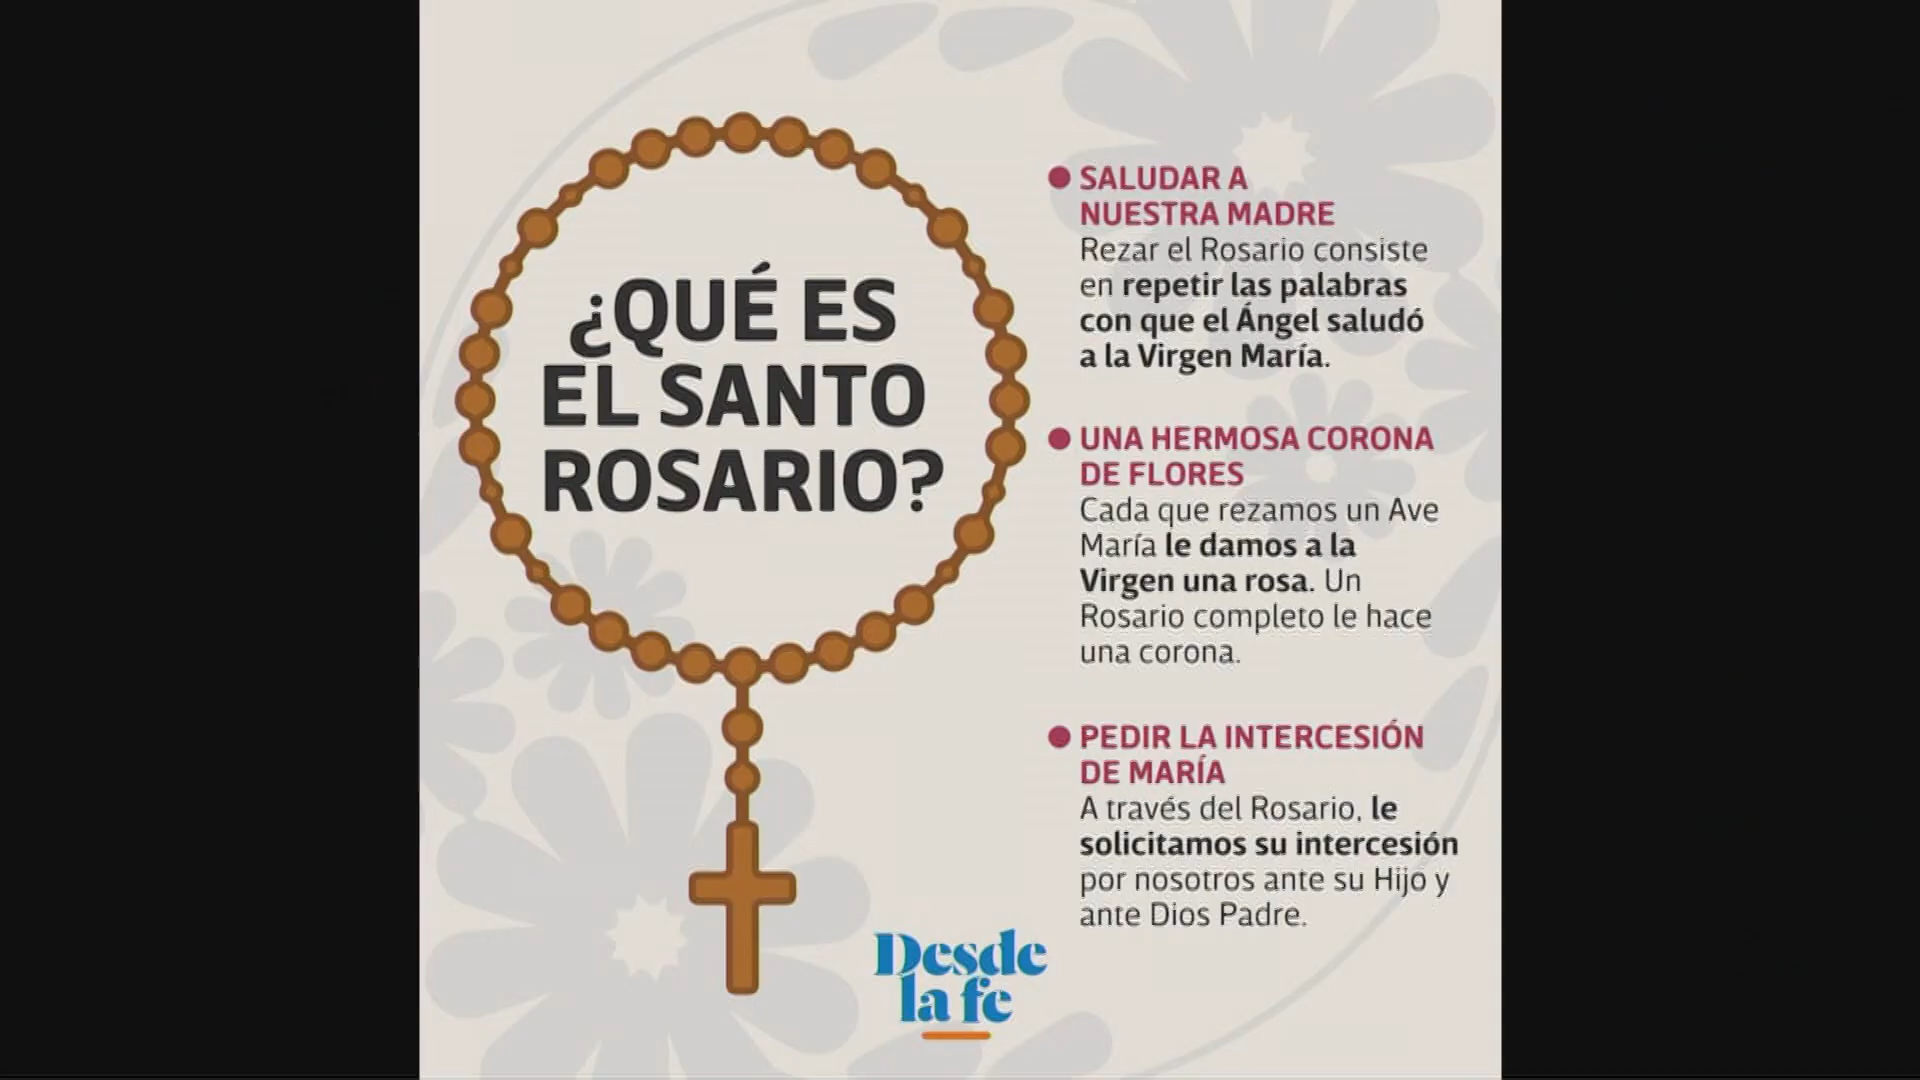 ¿QUÉ ES
EL SANTO
ROSARIO?
SALUDAR A
NUESTRA MADRE
Rezar el Rosario consiste
en repetir las palabras
con que el Ángel saludó
a la Virgen María.
UNA HERMOSA CORONA
DE FLORES
Cada que rezamos un Ave
María le damos a la
Virgen una rosa. Un
Rosario completo le hace
una corona.
PEDIR LA INTERCESIÓN
DE MARÍA
A través del Rosario, le
solicitamos su intercesión
por nosotros ante su Hijo y
ante Dios Padre.
Desde
la fe